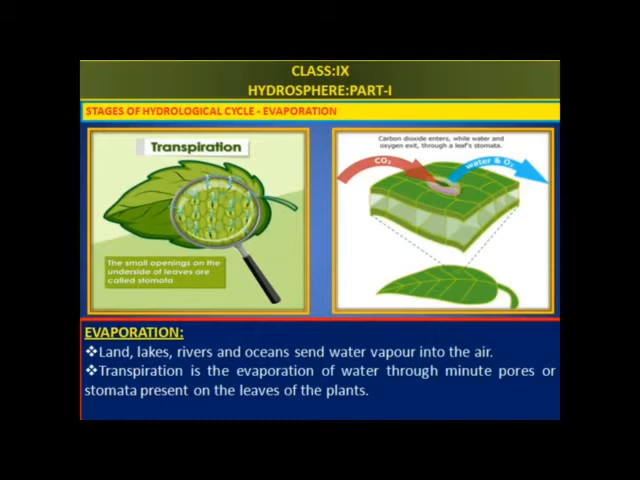 CLASS:IX
HYDROSPHERE:PART-I
STAGES OF HYDROLOGICAL CYCLE - EVAPORATION
Transpiration
The small openings on the
underside of leaves are
called stomata
Carbon dioxide enters, while water and
oxygen exit, through a leaf's stomata.
CO₂
water & O₂
EVAPORATION:
❖Land, lakes, rivers and oceans send water vapour into the air.
❖Transpiration is the evaporation of water through minute pores or
stomata present on the leaves of the plants.